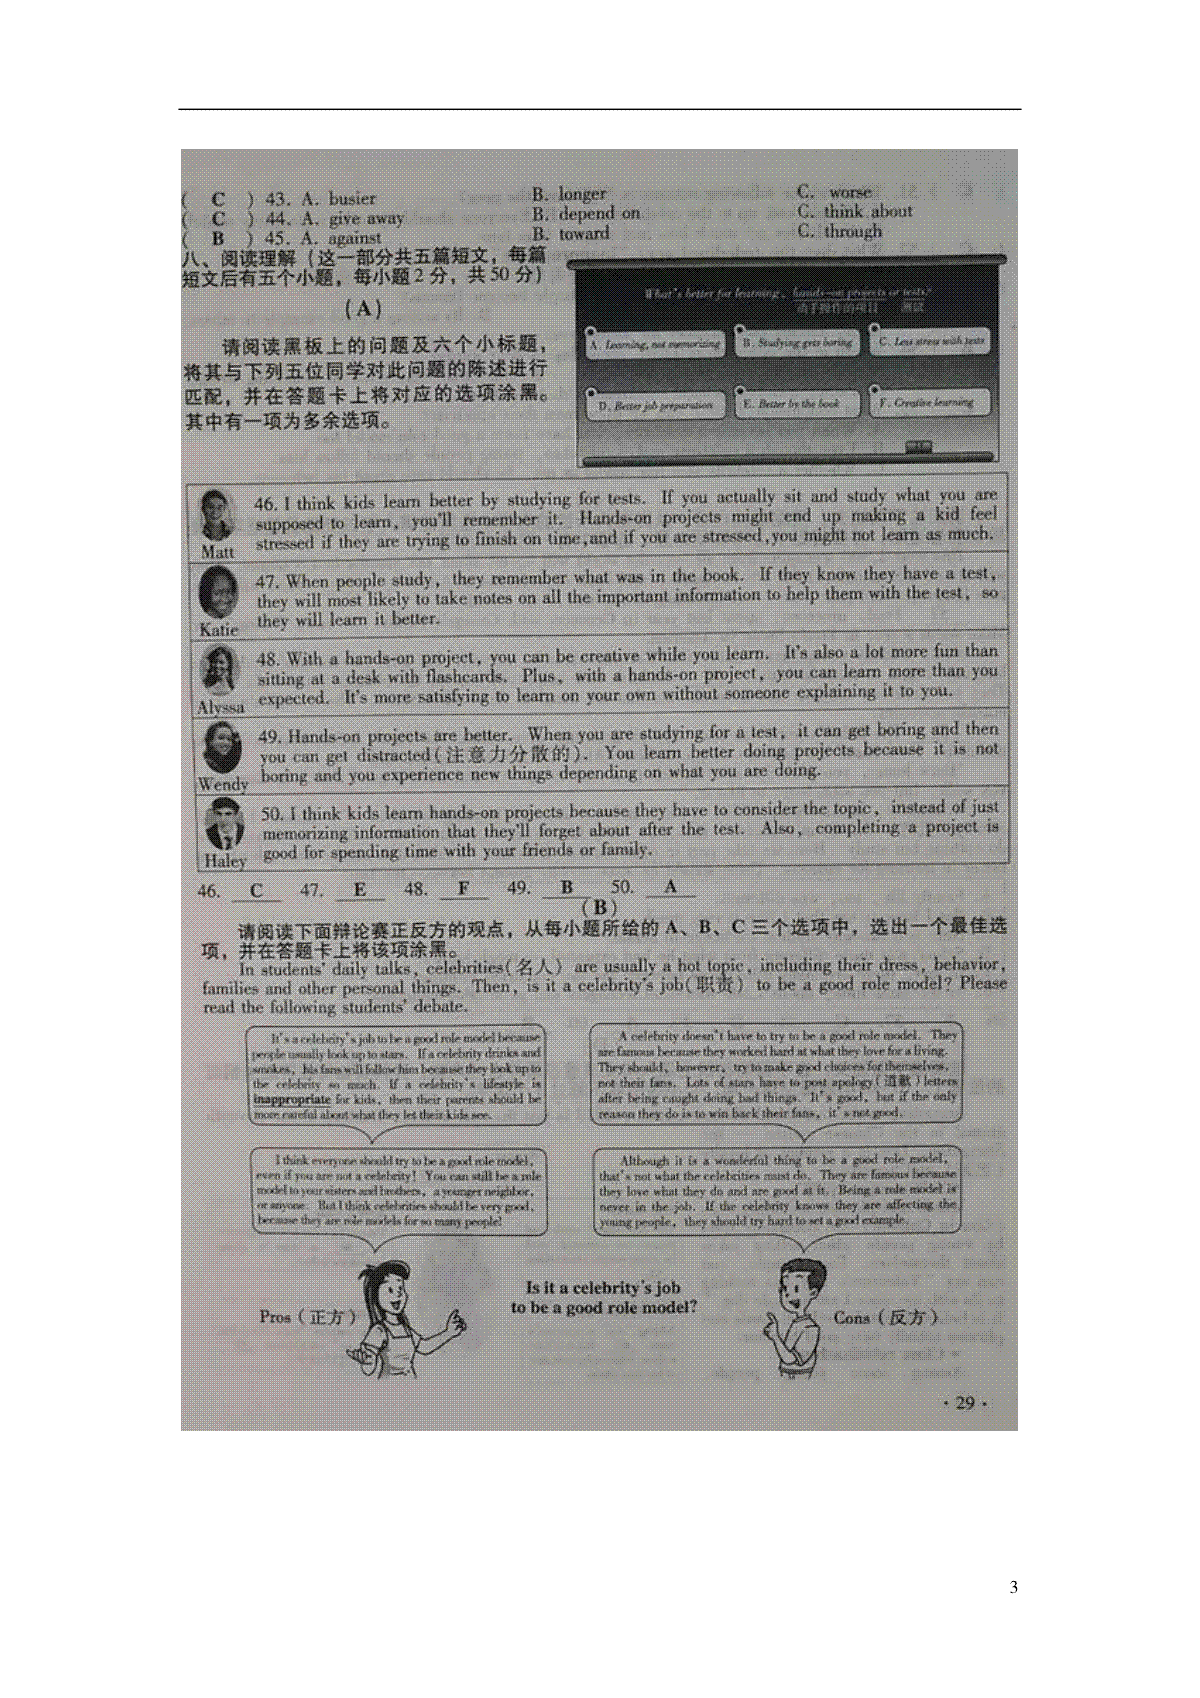 ( C ) 43. A. busier B. longer C. worse
( C ) 44. A. give away B. depend on C. think about
( B ) 45. A. against B. toward C. through
八、阅读理解(这一部分共五篇短文，每篇
短文后有五个小题，每小题2分，共50分)
(A)
请阅读黑板上的问题及六个小标题，
将其与下列五位同学对此问题的陈述进行
匹配，并在答题卡上将对应的选项涂黑。
其中有一项为多余选项。
What's better for learning, hands-on projects or tests?
动手操作的项目 测试
A. Learning, not memorizing B. Studying gets boring C. Less stress with tests
D. Better job preparation E. Better by the book F. Creative learning
46. I think kids learn better by studying for tests. If you actually sit and study what you are
supposed to learn, you'll remember it. Hands-on projects might end up making a kid feel
stressed if they are trying to finish on time,and if you are stressed,you might not learn as much.
Matt
47. When people study, they remember what was in the book. If they know they have a test,
they will most likely to take notes on all the important information to help them with the test, so
they will learn it better.
Katie
48. With a hands-on project, you can be creative while you learn. It's also a lot more fun than
sitting at a desk with flashcards. Plus, with a hands-on project, you can learn more than you
expected. It's more satisfying to learn on your own without someone explaining it to you.
Alyssa
49. Hands-on projects are better. When you are studying for a test, it can get boring and then
you can get distracted(注意力分散的). You learn better doing projects because it is not
boring and you experience new things depending on what you are doing.
Wendy
50. I think kids learn hands-on projects because they have to consider the topic, instead of just
memorizing information that they'll forget about after the test. Also, completing a project is
good for spending time with your friends or family.
Haley
46. C 47. E 48. F 49. B 50. A
(B)
请阅读下面辩论赛正反方的观点，从每小题所给的 A、B、C 三个选项中，选出一个最佳选
项，并在答题卡上将该项涂黑。
In students' daily talks, celebrities(名人) are usually a hot topic, including their dress, behavior,
families and other personal things. Then, is it a celebrity's job(职责) to be a good role model? Please
read the following students' debate.
It's a celebrity's job to be a good role model because
people usually look up to stars. If a celebrity drinks and
smokes, his fans will follow him because they look up to
the celebrity so much. If a celebrity's lifestyle is
inappropriate for kids, then their parents should be
more careful about what they let their kids see.
A celebrity doesn't have to try to be a good role model. They
are famous because they worked hard at what they love for a living.
They should, however, try to make good choices for themselves,
not their fans. Lots of stars have to post apology(道歉) letters
after being caught doing bad things. It's good, but if the only
reason they do is to win back their fans, it's not good.
I think everyone should try to be a good role model,
even if you are not a celebrity! You can still be a role
model to your sisters and brothers, a younger neighbor,
or anyone. But I think celebrities should be very good,
because they are role models for so many people!
Although it is a wonderful thing to be a good role model,
that's not what the celebrities must do. They are famous because
they love what they do and are good at it. Being a role model is
never in the job. If the celebrity knows they are affecting the
young people, they should try hard to set a good example.
Pros (正方)
Is it a celebrity's job
to be a good role model?
Cons (反方)
· 29 ·
3